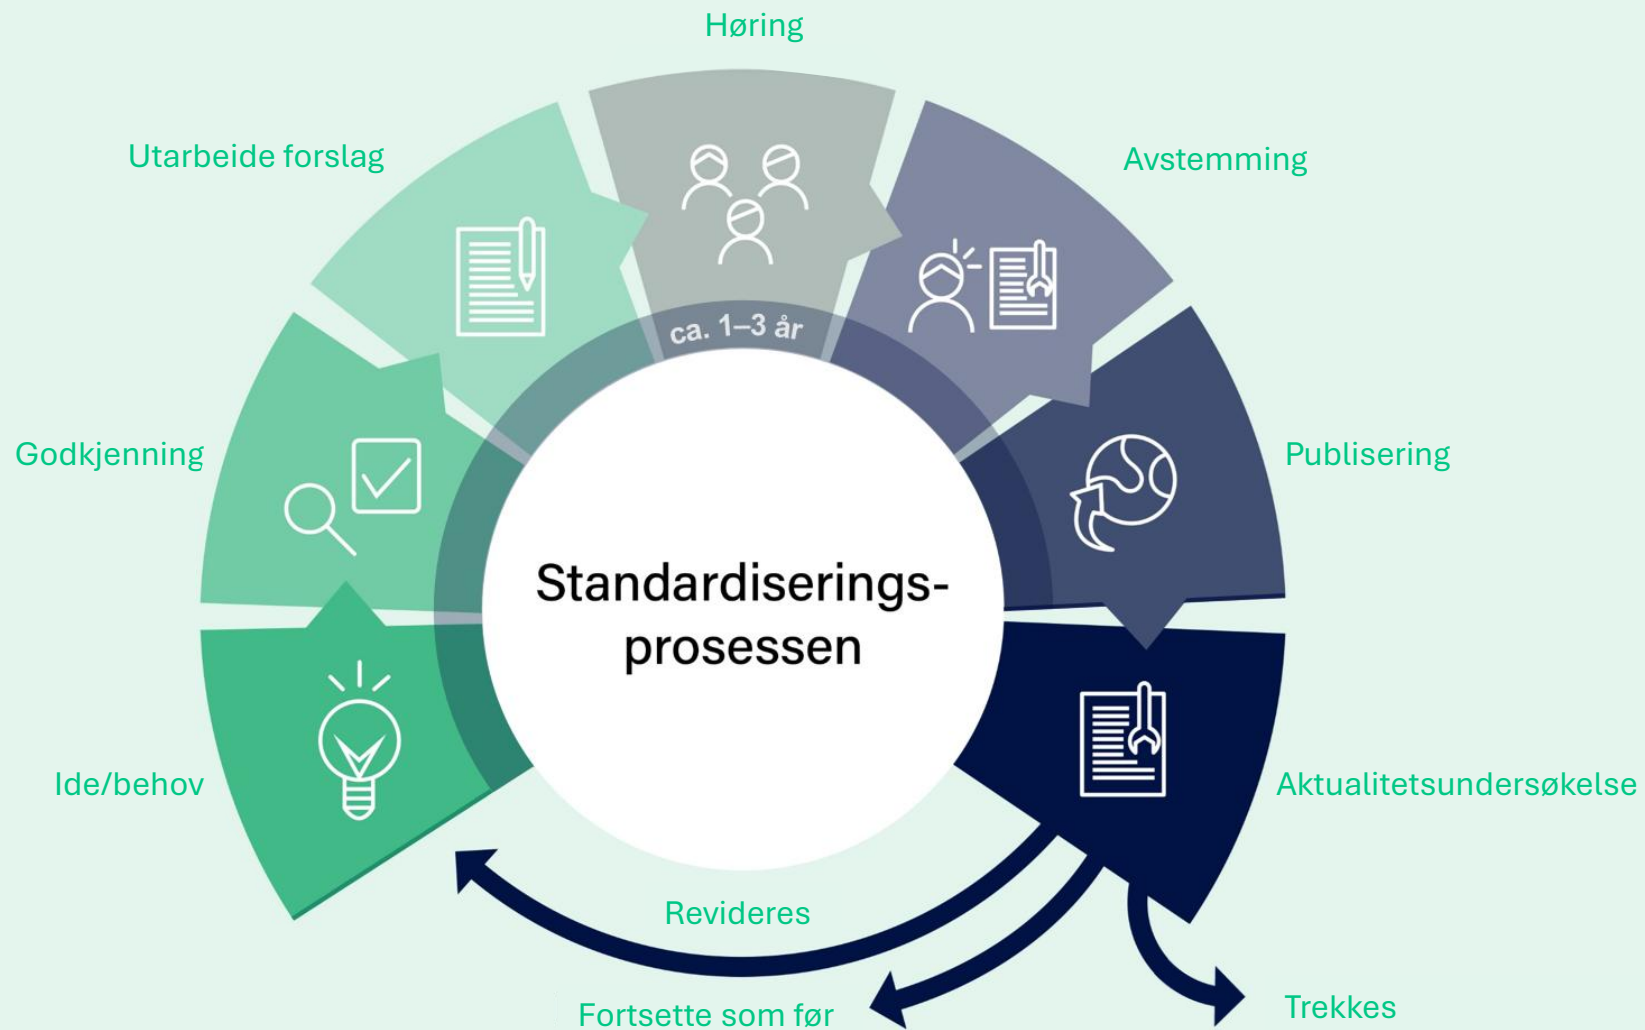 Høring
Utarbeide forslag
Avstemming
ca. 1–3 år
Godkjenning
Publisering
Standardiserings-
prosessen
Ide/behov
Aktualitetsundersøkelse
Revideres
Fortsette som før
Trekkes